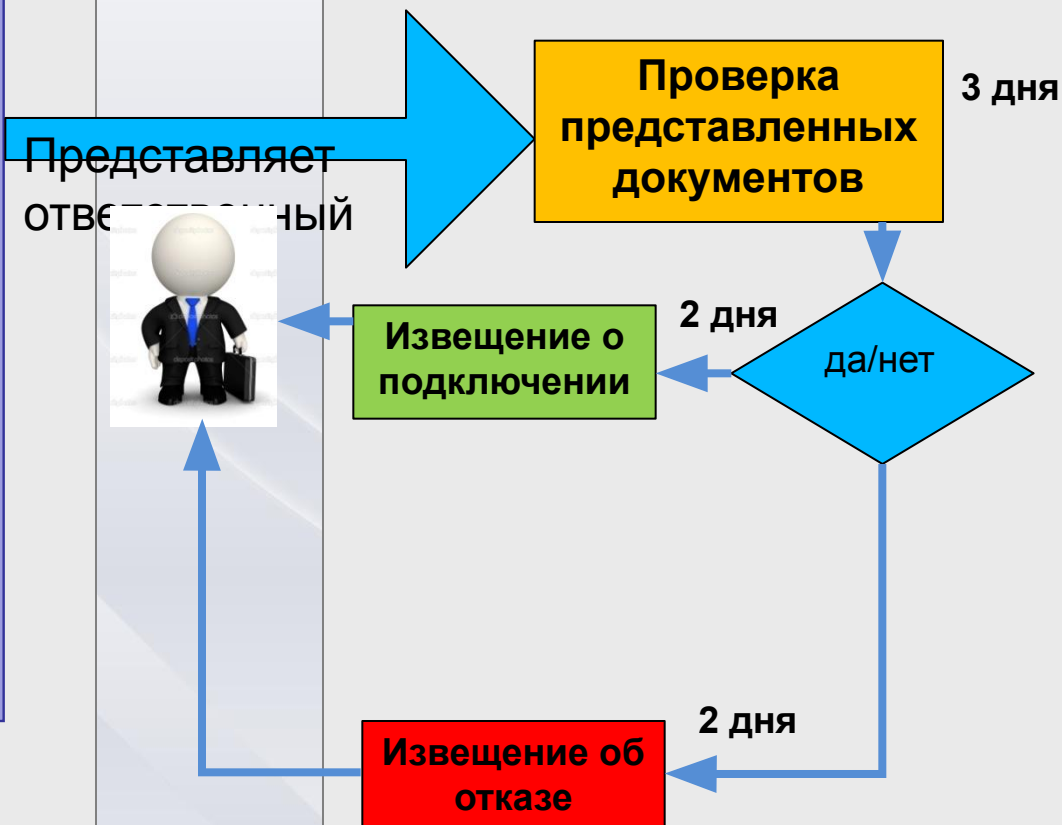 Проверка
представленных
документов
3 дня
Представляет
2 дня
Извещение о
подключении
да/нет
2 дня
Извещение об
отказе